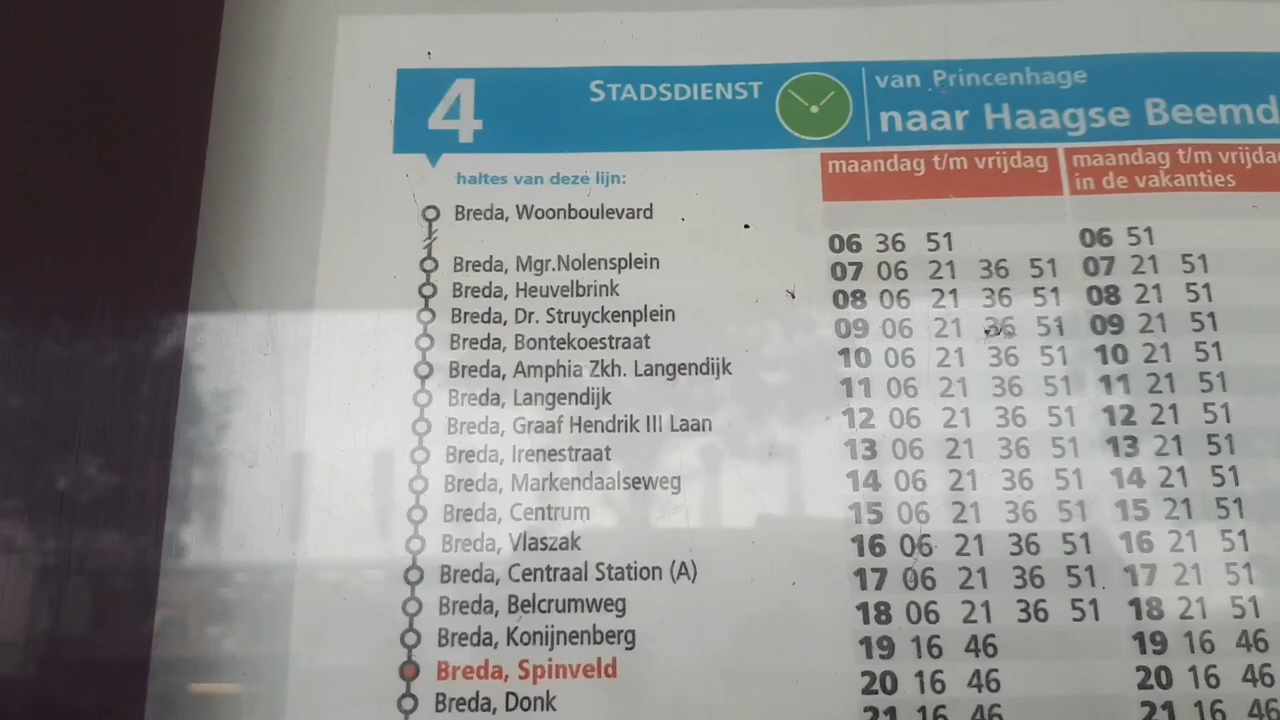 4 STADSDIENST
van Princenhage
naar Haagse Beemd
haltes van deze lijn:
maandag t/m vrijdag
maandag t/m vrijda
in de vakanties
Breda, Woonboulevard
Breda, Mgr.Nolensplein
Breda, Heuvelbrink
Breda, Dr. Struyckenplein
Breda, Bontekoestraat
Breda, Amphia Zkh. Langendijk
Breda, Langendijk
Breda, Graaf Hendrik III Laan
Breda, Irenestraat
Breda, Markendaalseweg
Breda, Centrum
Breda, Vlaszak
Breda, Centraal Station (A)
Breda, Belcrumweg
Breda, Konijnenberg
Breda, Spinveld
Breda, Donk
06 36 51
07 06 21 36 51
08 06 21 36 51
09 06 21 36 51
10 06 21 36 51
11 06 21 36 51
12 06 21 36 51
13 06 21 36 51
14 06 21 36 51
15 06 21 36 51
16 06 21 36 51
17 06 21 36 51
18 06 21 36 51
19 16 46
20 16 46
21 16 46
06 51
07 21 51
08 21 51
09 21 51
10 21 51
11 21 51
12 21 51
13 21 51
14 21 51
15 21 51
16 21 51
17 21 51
18 21 51
19 16 46
20 16 46
21 16 46